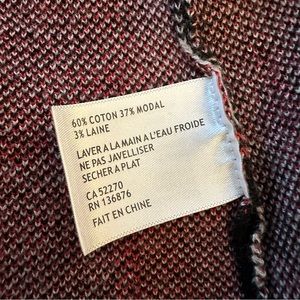 60% COTON 37% MODAL
3% LAINE
LAVER A LA MAIN A L'EAU FROIDE
NE PAS JAVELLISER
SECHER A PLAT
CA 52270
RN 136876
FAIT EN CHINE